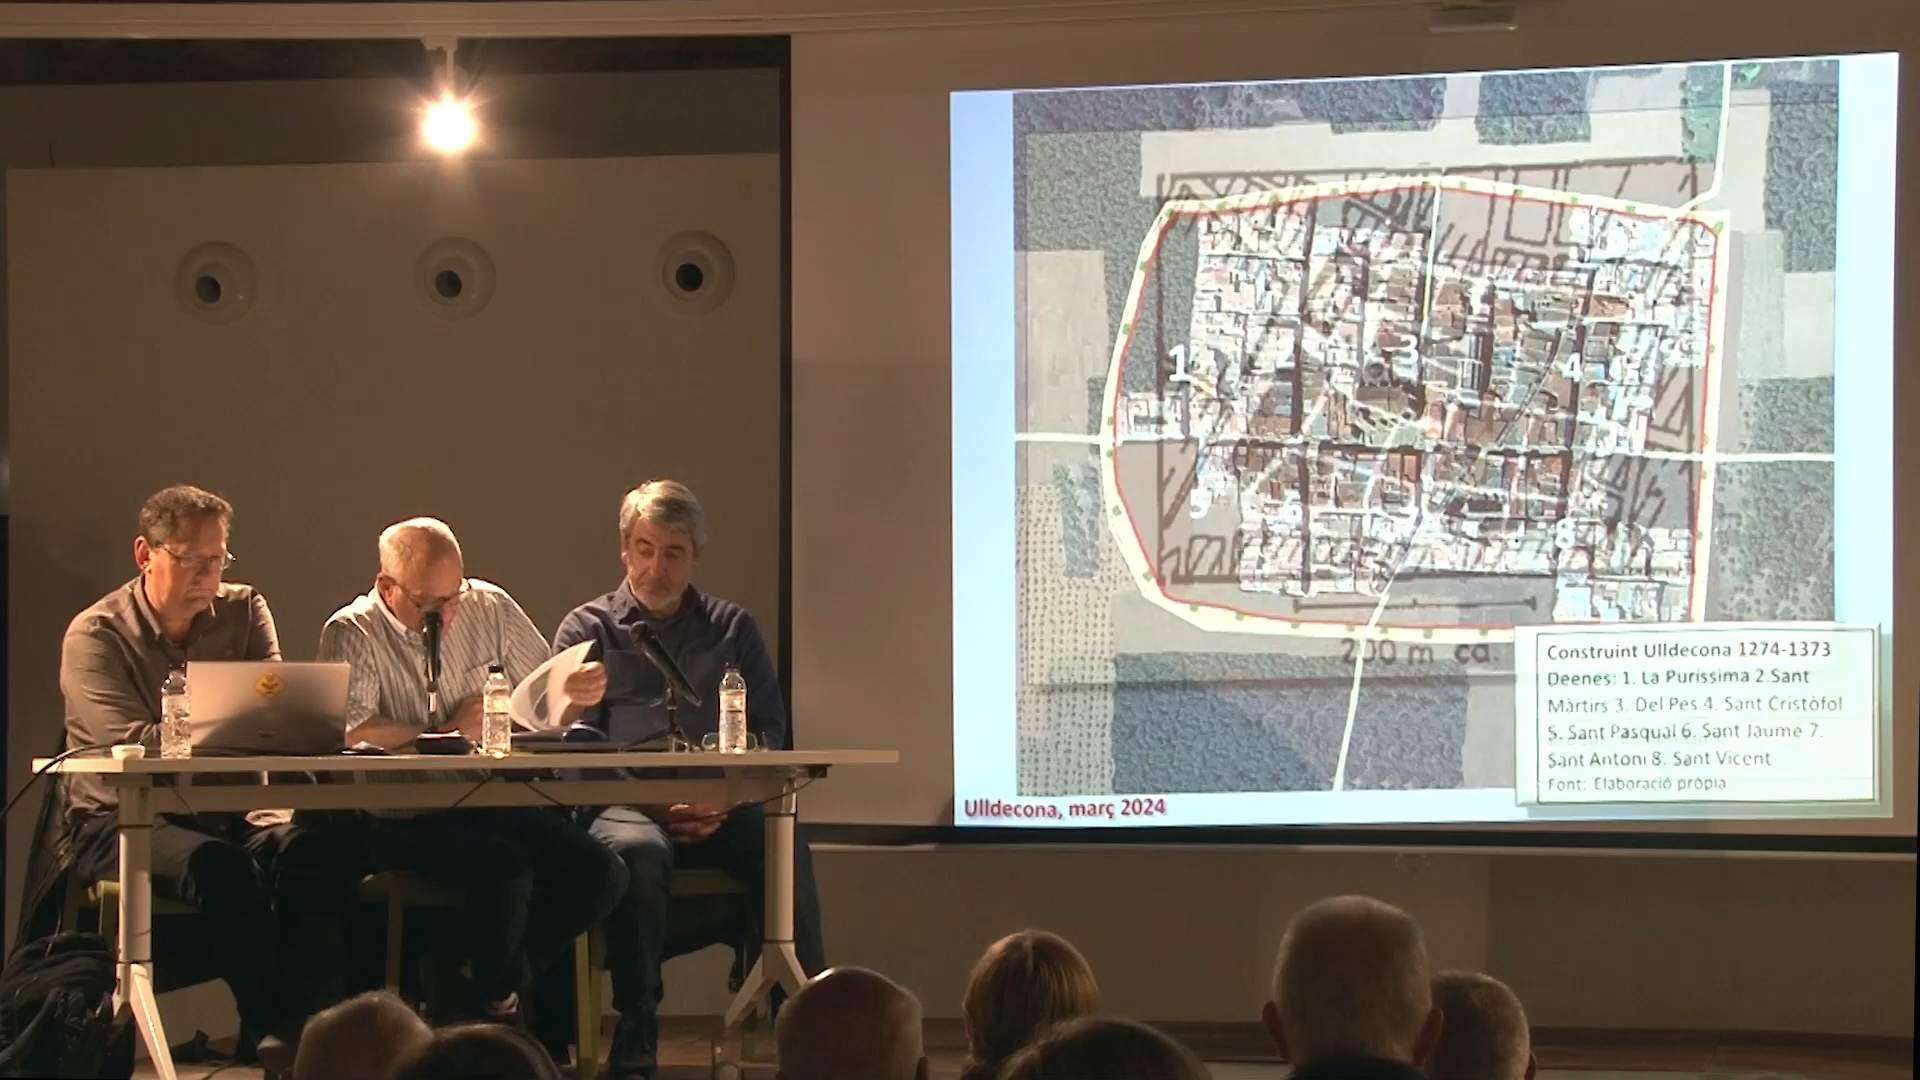 1
2
3
4
5
6
8
200 m ca.
Construint Ulldecona 1274-1373
Deenes: 1. La Puríssima 2.Sant
Màrtirs 3. Del Pes 4. Sant Cristòfol
5. Sant Pasqual 6. Sant Jaume 7.
Sant Antoni 8. Sant Vicent
Font: Elaboració pròpia
Ulldecona, març 2024